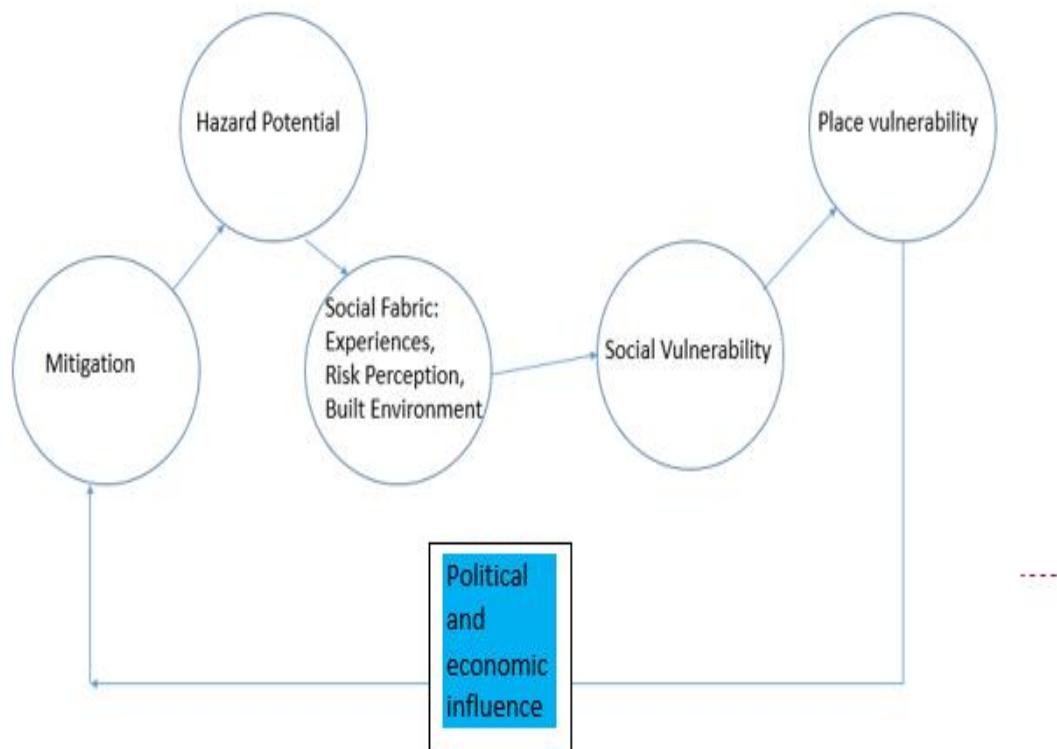 Hazard Potential
Place vulnerability
Mitigation
Social Fabric:
Experiences,
Risk Perception,
Built Environment
Social Vulnerability
Political
and
economic
influence